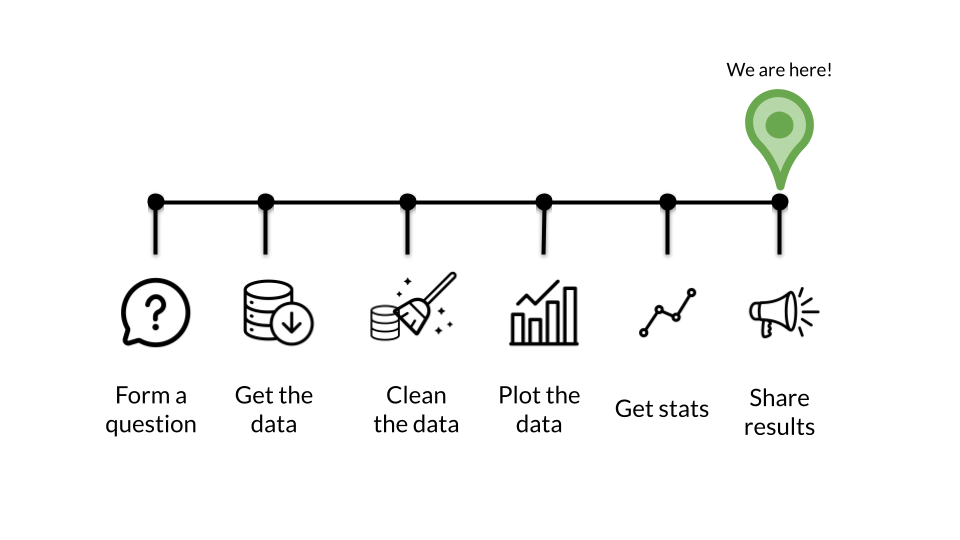 We are here!
Form a
question
Get the
data
Clean
the data
Plot the
data
Get stats
Share
results